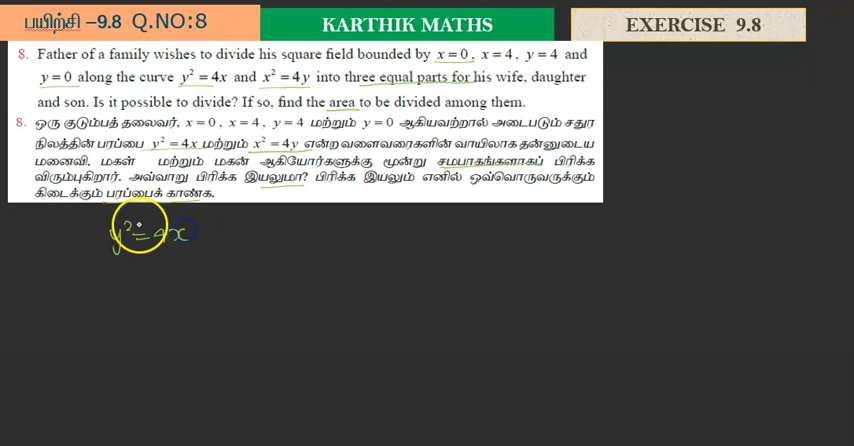 பயிற்சி –9.8 Q.NO:8
KARTHIK MATHS
EXERCISE 9.8
8. Father of a family wishes to divide his square field bounded by x = 0, x = 4, y = 4 and
y = 0 along the curve y² = 4x and x² = 4y into three equal parts for his wife, daughter
and son. Is it possible to divide? If so, find the area to be divided among them.
8. ஒரு குடும்பத் தலைவர், x = 0, x = 4, y = 4 மற்றும் y = 0 ஆகியவற்றால் அடைபடும் சதுர
நிலத்தின் பரப்பை y² = 4x மற்றும் x² = 4y என்ற வளைவரைகளின் வாயிலாக தன்னுடைய
மனைவி, மகள் மற்றும் மகன் ஆகியோர்களுக்கு மூன்று சமபாகங்களாகப் பிரிக்க
விரும்புகிறார். அவ்வாறு பிரிக்க இயலுமா? பிரிக்க இயலும் எனில் ஒவ்வொருவருக்கும்
கிடைக்கும் பரப்பைக் காண்க.
y² = 4x